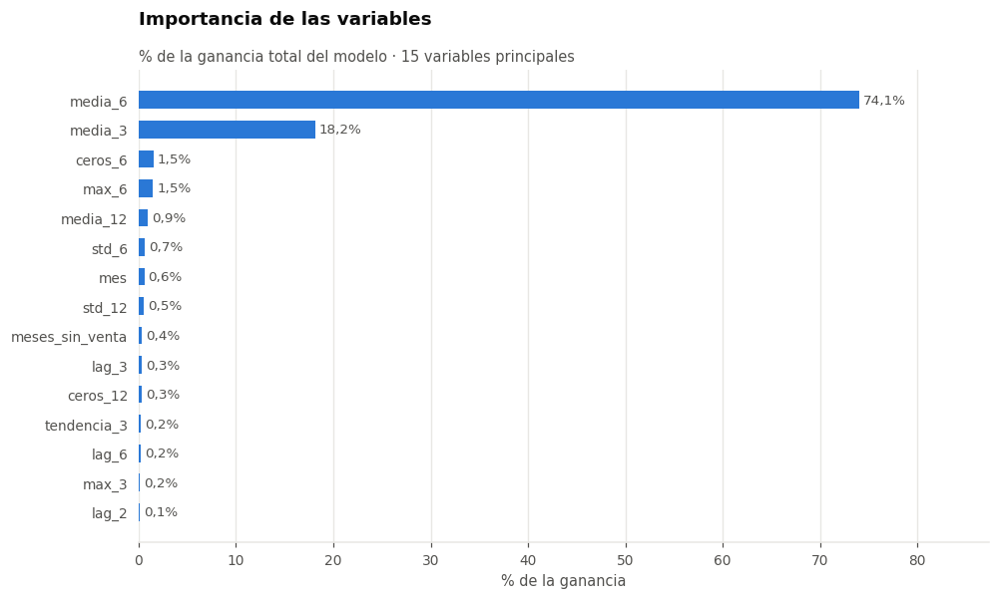 Importancia de las variables
% de la ganancia total del modelo · 15 variables principales
media_6 74,1%
media_3 18,2%
ceros_6 1,5%
max_6 1,5%
media_12 0,9%
std_6 0,7%
mes 0,6%
std_12 0,5%
meses_sin_venta 0,4%
lag_3 0,3%
ceros_12 0,3%
tendencia_3 0,2%
lag_6 0,2%
max_3 0,2%
lag_2 0,1%
0 10 20 30 40 50 60 70 80
% de la ganancia